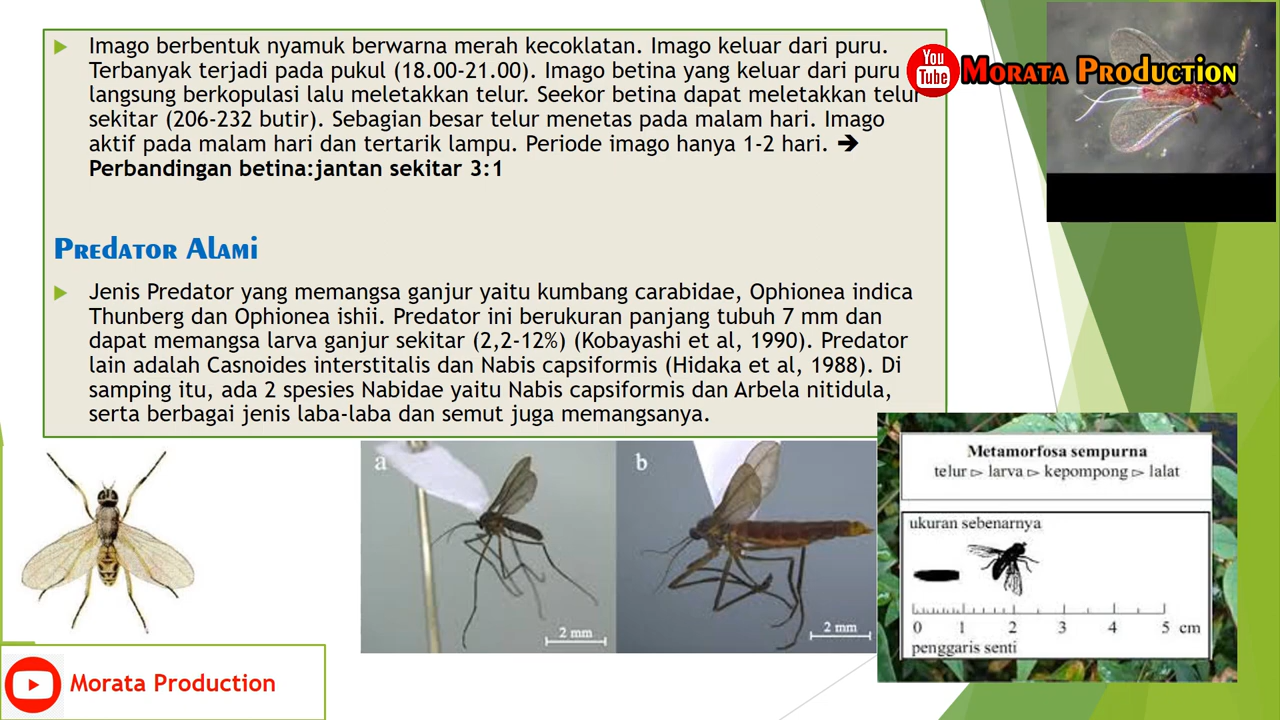 Imago berbentuk nyamuk berwarna merah kecoklatan. Imago keluar dari puru.
Terbanyak terjadi pada pukul (18.00-21.00). Imago betina yang keluar dari puru
langsung berkopulasi lalu meletakkan telur. Seekor betina dapat meletakkan telur
sekitar (206-232 butir). Sebagian besar telur menetas pada malam hari. Imago
aktif pada malam hari dan tertarik lampu. Periode imago hanya 1-2 hari. ➔
Perbandingan betina:jantan sekitar 3:1
You
Tube
Morata Production
Predator Alami
Jenis Predator yang memangsa ganjur yaitu kumbang carabidae, Ophionea indica
Thunberg dan Ophionea ishii. Predator ini berukuran panjang tubuh 7 mm dan
dapat memangsa larva ganjur sekitar (2,2-12%) (Kobayashi et al, 1990). Predator
lain adalah Casnoides interstitalis dan Nabis capsiformis (Hidaka et al, 1988). Di
samping itu, ada 2 spesies Nabidae yaitu Nabis capsiformis dan Arbela nitidula,
serta berbagai jenis laba-laba dan semut juga memangsanya.
a
2 mm
b
2 mm
Metamorfosa sempurna
telur ▻ larva ▻ kepompong ▻ lalat
ukuran sebenarnya
0 1 2 3 4 5 cm
penggaris senti
Morata Production